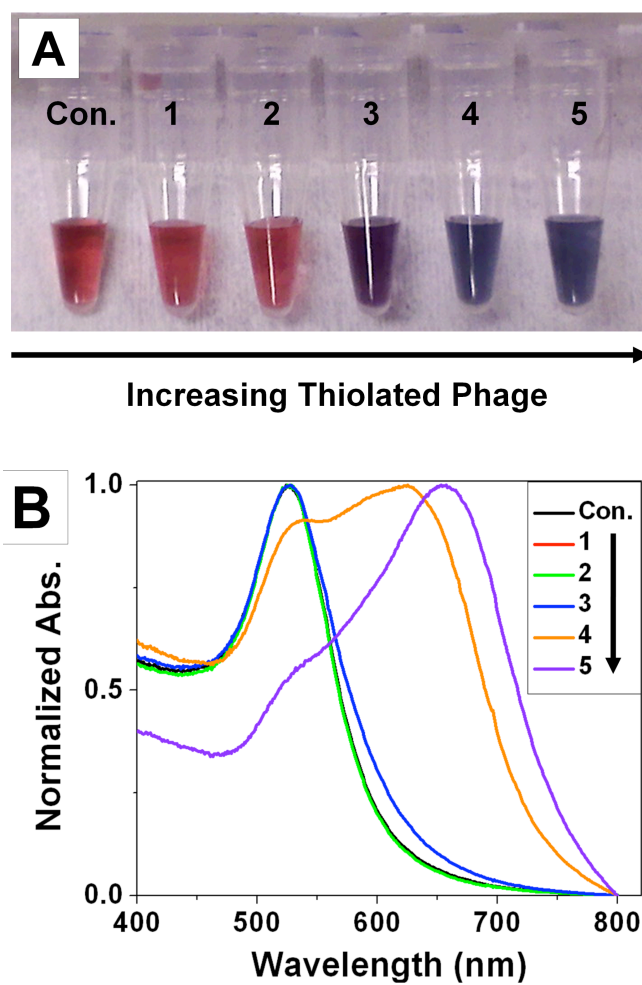 A
Con. 1 2 3 4 5
Increasing Thiolated Phage
B
1.0
0.5
0.0
Normalized Abs.
400 500 600 700 800
Wavelength (nm)
Con.
1
2
3
4
5